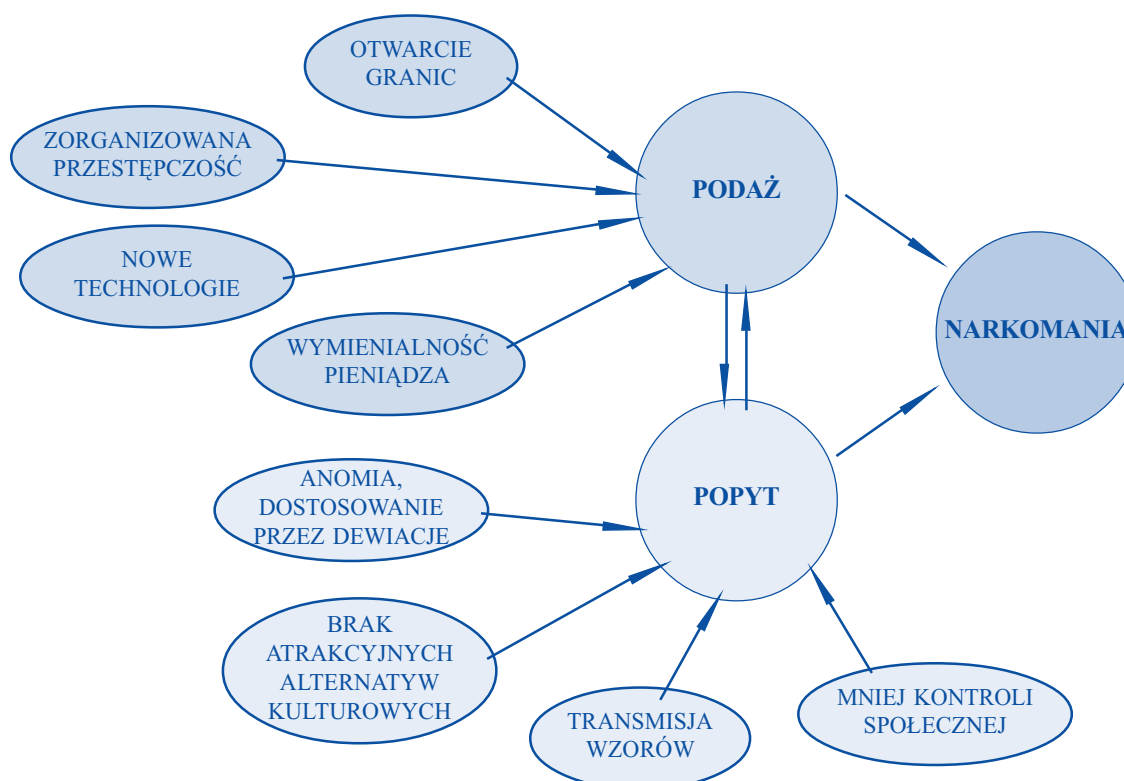 OTWARCIE
GRANIC
ZORGANIZOWANA
PRZESTĘPCZOŚĆ
PODAŻ
NOWE
TECHNOLOGIE
NARKOMANIA
WYMIENIALNOŚĆ
PIENIĄDZA
ANOMIA,
DOSTOSOWANIE
PRZEZ DEWIACJE
POPYT
BRAK
ATRAKCYJNYCH
ALTERNATYW
KULTUROWYCH
TRANSMISJA
WZORÓW
MNIEJ KONTROLI
SPOŁECZNEJ